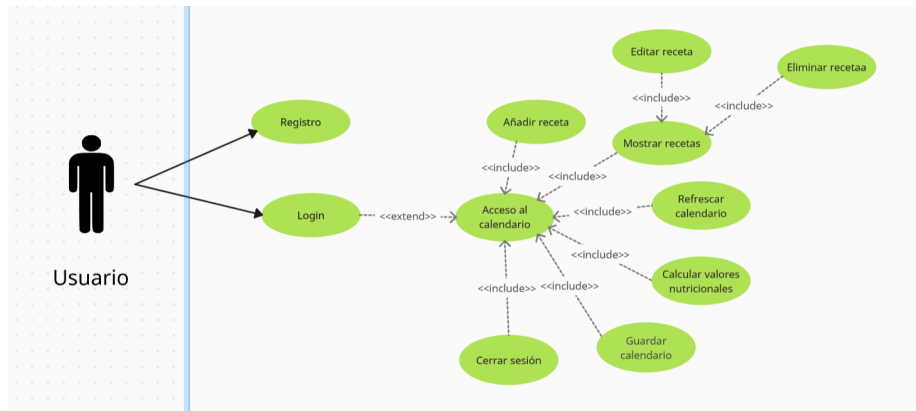 Editar receta
Eliminar recetaa
<<include>>
<<include>>
Registro
Añadir receta
Mostrar recetas
<<include>>
<<include>>
Refrescar
calendario
Login
<<extend>>
Acceso al
calendario
<<include>>
<<include>>
Usuario
Calcular valores
nutricionales
<<include>>
<<include>>
Guardar
calendario
Cerrar sesión